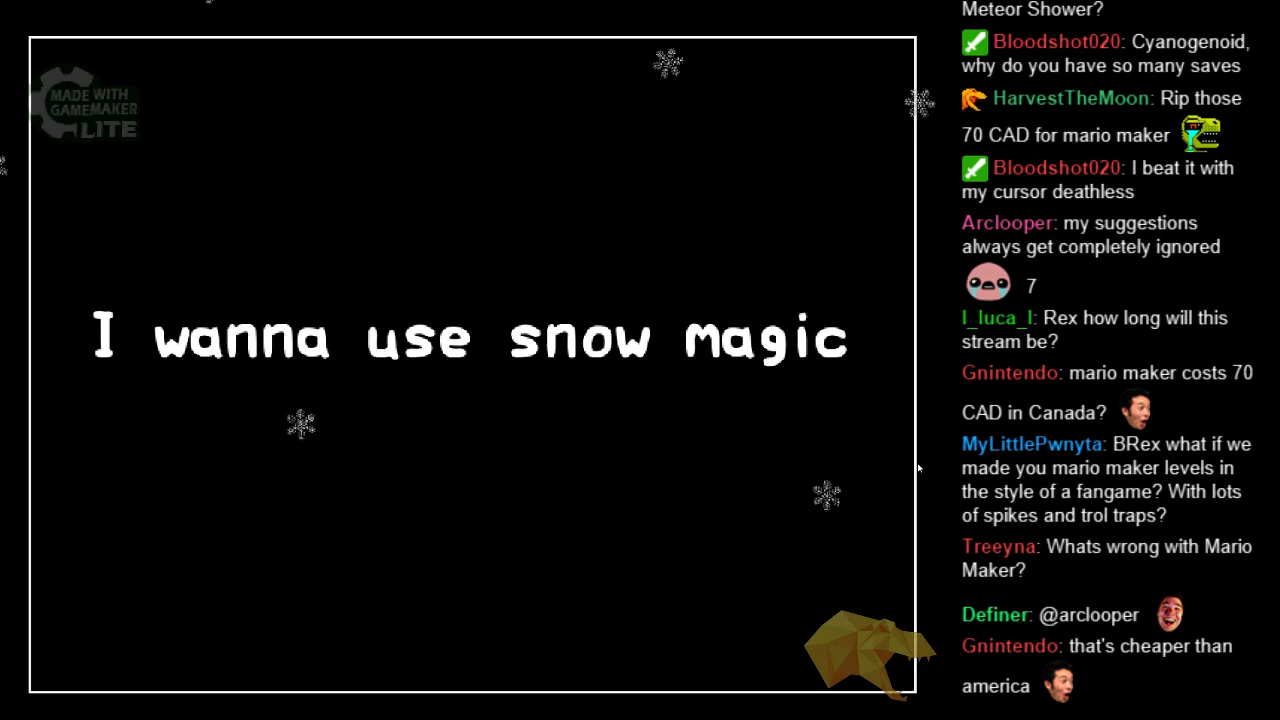 MADE WITH
GAMEMAKER
LITE
I wanna use snow magic
Meteor Shower?
Bloodshot020: Cyanogenoid,
why do you have so many saves
HarvestTheMoon: Rip those
70 CAD for mario maker
Bloodshot020: I beat it with
my cursor deathless
Arclooper: my suggestions
always get completely ignored
7
I_luca_I: Rex how long will this
stream be?
Gnintendo: mario maker costs 70
CAD in Canada?
MyLittlePwnyta: BRex what if we
made you mario maker levels in
the style of a fangame? With lots
of spikes and trol traps?
Treeyna: Whats wrong with Mario
Maker?
Definer: @arclooper
Gnintendo: that's cheaper than
america